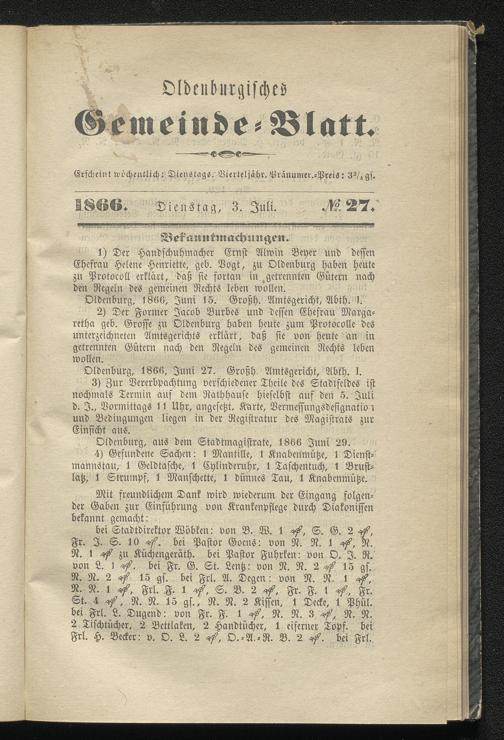 Oldenburgisches
Gemeinde-Blatt.
Erscheint wöchentlich: Dienstags. Vierteljähr. Pränumer.-Preis: 3¾ gs.
1866. Dienstag, 3. Juli. № 27.
Bekanntmachungen.
1) Der Handschuhmacher Ernst Alwin Beyer und dessen
Ehefrau Helene Henriette, geb. Vogt, zu Oldenburg haben heute
zu Protocoll erklärt, daß sie fortan in getrennten Gütern nach
den Regeln des gemeinen Rechts leben wollen.
Oldenburg, 1866, Juni 15. Großh. Amtsgericht, Abth. I.
2) Der Former Jacob Burbes und dessen Ehefrau Marga-
retha geb. Grosse zu Oldenburg haben heute zum Protocolle des
unterzeichneten Amtsgerichts erklärt, daß sie von heute an in
getrennten Gütern nach den Regeln des gemeinen Rechts leben
wollen.
Oldenburg, 1866, Juni 27. Großh. Amtsgericht, Abth. I.
3) Zur Vererbpachtung verschiedener Theile des Stadtfeldes ist
nochmals Termin auf dem Rathhause hieselbst auf den 5. Juli
d. J., Vormittags 11 Uhr, angesetzt. Karte, Vermessungsdesignation
und Bedingungen liegen in der Registratur des Magistrats zur
Einsicht aus.
Oldenburg, aus dem Stadtmagistrate, 1866 Juni 29.
4) Gefundene Sachen: 1 Mantille, 1 Knabenmütze, 1 Dienst-
mannstau, 1 Geldtasche, 1 Cylinderuhr, 1 Taschentuch, 1 Brust-
latz, 1 Strumpf, 1 Manschette, 1 dünnes Tau, 1 Knabenmütze.
Mit freundlichem Dank wird wiederum der Eingang folgen-
der Gaben zur Einführung von Krankenpflege durch Diakonissen
bekannt gemacht:
bei Stadtdirektor Wöbken: von B. W. 1 ₰, S. G. 2 ₰,
Fr. J. S. 10 ₰. bei Pastor Goens: von N. N. 1 ₰, N.
N. 1 ₰ zu Küchengeräth. bei Pastor Fuhrken: von O. J. R.
von L. 1 ₰. bei Fr. G. St. Lentz: von N. N. 2 ₰ 15 gs.
N. N. 2 ₰ 15 gs. bei Frl. A. Degen: von N. N. 1 ₰,
N. N. 1 ₰, Frl. F. 1 ₰, S. B. 2 ₰, Fr. F. 1 ₰, Fr.
St. 4 ₰, N. N. 15 gs., N. N. 2 Kissen, 1 Decke, 1 Pfühl.
bei Frl. L. Dugend: von Fr. F. 1 ₰, N. N. 3 ₰, N. N.
2 Tischtücher, 2 Bettlaken, 2 Handtücher, 1 eiserner Topf. bei
Frl. H. Becker: v. O. L. 2 ₰, O.-A.-R. B. 2 ₰. bei Frl.